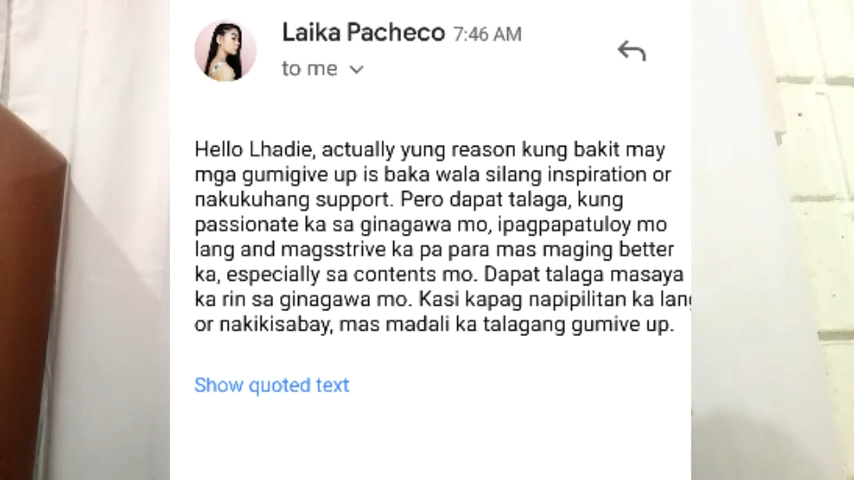 Laika Pacheco 7:46 AM
to me
Hello Lhadie, actually yung reason kung bakit may
mga gumigive up is baka wala silang inspiration or
nakukuhang support. Pero dapat talaga, kung
passionate ka sa ginagawa mo, ipagpapatuloy mo
lang and magsstrive ka pa para mas maging better
ka, especially sa contents mo. Dapat talaga masaya
ka rin sa ginagawa mo. Kasi kapag napipilitan ka lang
or nakikisabay, mas madali ka talagang gumive up.
Show quoted text